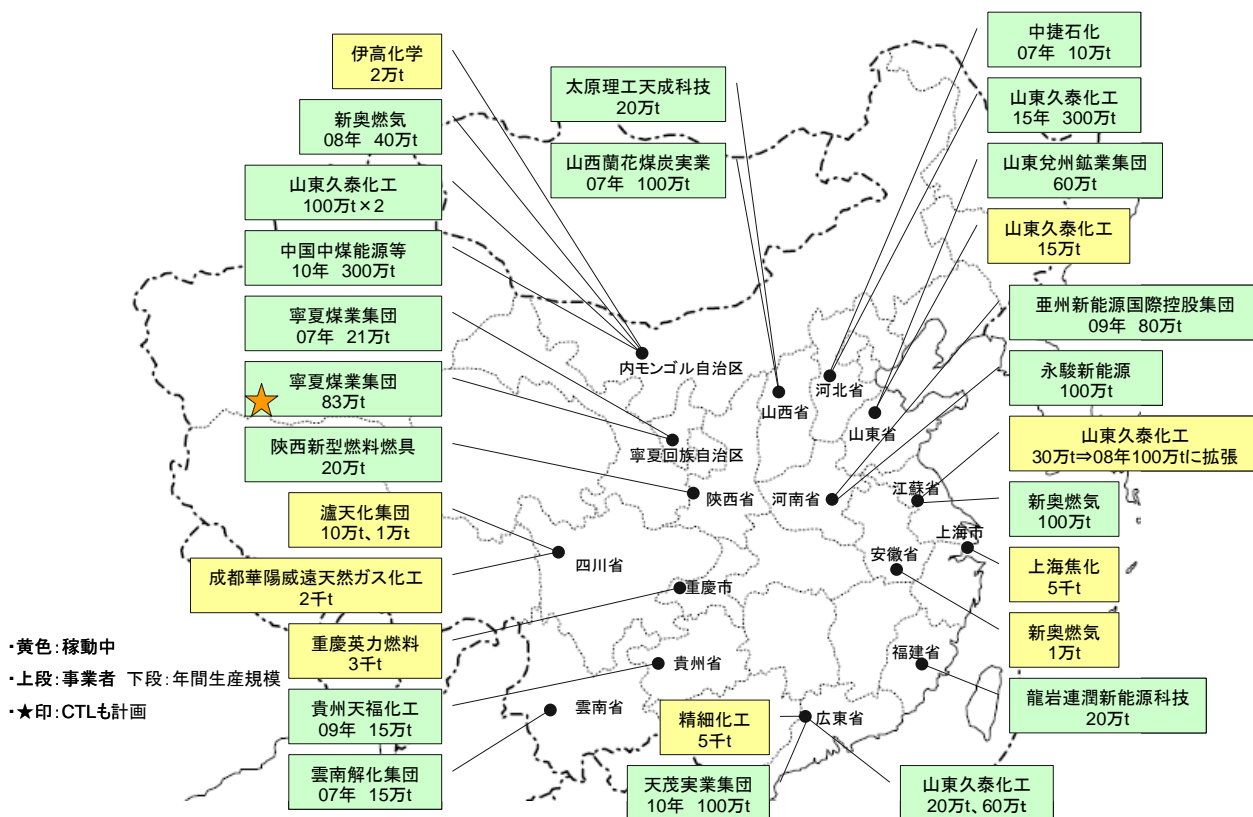 伊高化学
2万t
新奥燃気
08年 40万t
山東久泰化工
100万t×2
中国中煤能源等
10年 300万t
寧夏煤業集団
07年 21万t
寧夏煤業集団
83万t
陝西新型燃料燃具
20万t
瀘天化集団
10万t、1万t
成都華陽威遠天然ガス化工
2千t
重慶英力燃料
3千t
貴州天福化工
09年 15万t
雲南解化集団
07年 15万t
・黄色：稼動中
・上段：事業者 下段：年間生産規模
・★印：CTLも計画
太原理工天成科技
20万t
山西蘭花煤炭実業
07年 100万t
内モンゴル自治区
寧夏回族自治区
陝西省
山西省
河北省
山東省
河南省
江蘇省
上海市
安徽省
四川省
重慶市
貴州省
雲南省
福建省
広東省
精細化工
5千t
天茂実業集団
10年 100万t
山東久泰化工
20万t、60万t
中捷石化
07年 10万t
山東久泰化工
15年 300万t
山東兗州鉱業集団
60万t
山東久泰化工
15万t
亜州新能源国際控股集団
09年 80万t
永駿新能源
100万t
山東久泰化工
30万t⇒08年100万tに拡張
新奥燃気
100万t
上海焦化
5千t
新奥燃気
1万t
龍岩連潤新能源科技
20万t